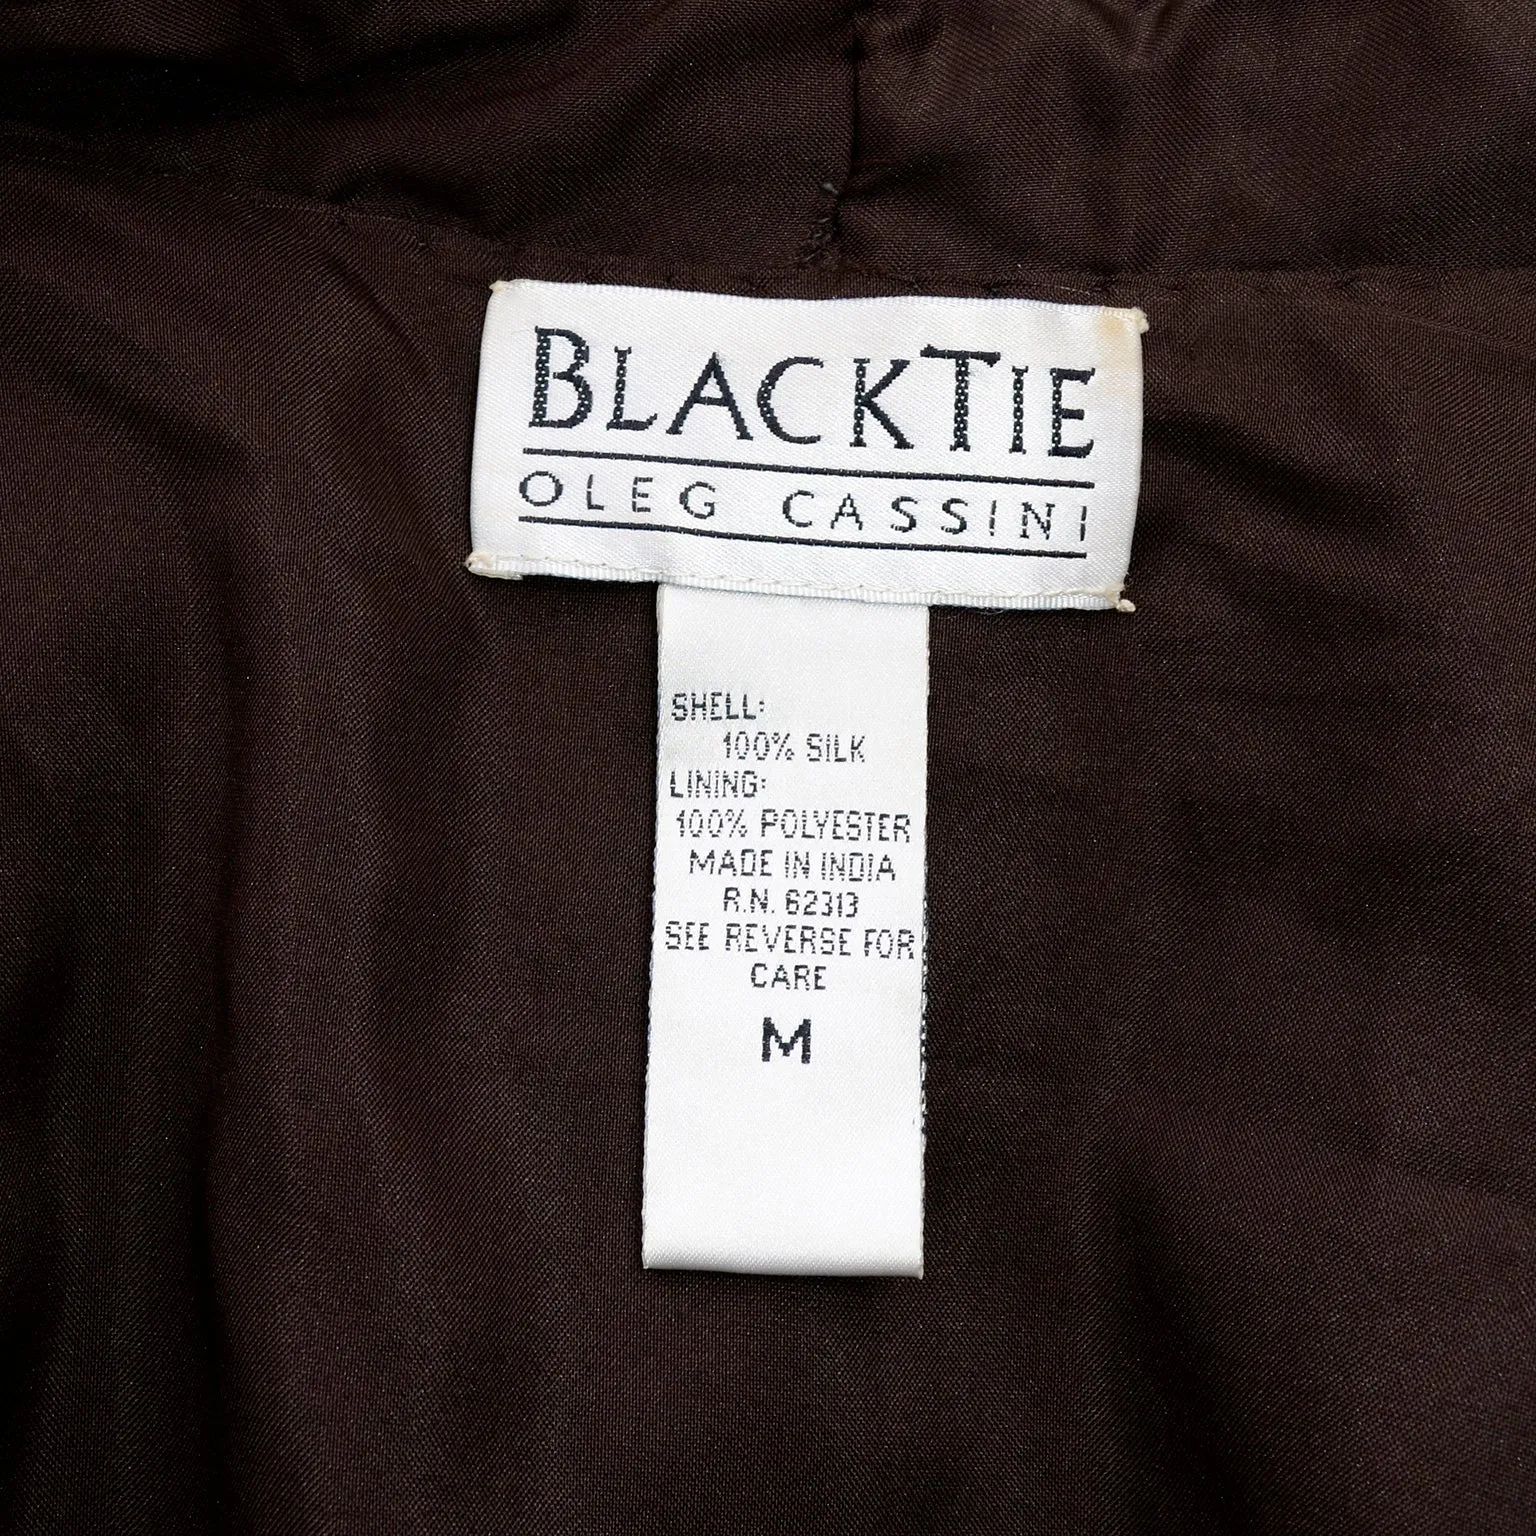 BLACKTIE
OLEG CASSINI
SHELL:
100% SILK
LINING:
100% POLYESTER
MADE IN INDIA
R.N. 62313
SEE REVERSE FOR
CARE
M